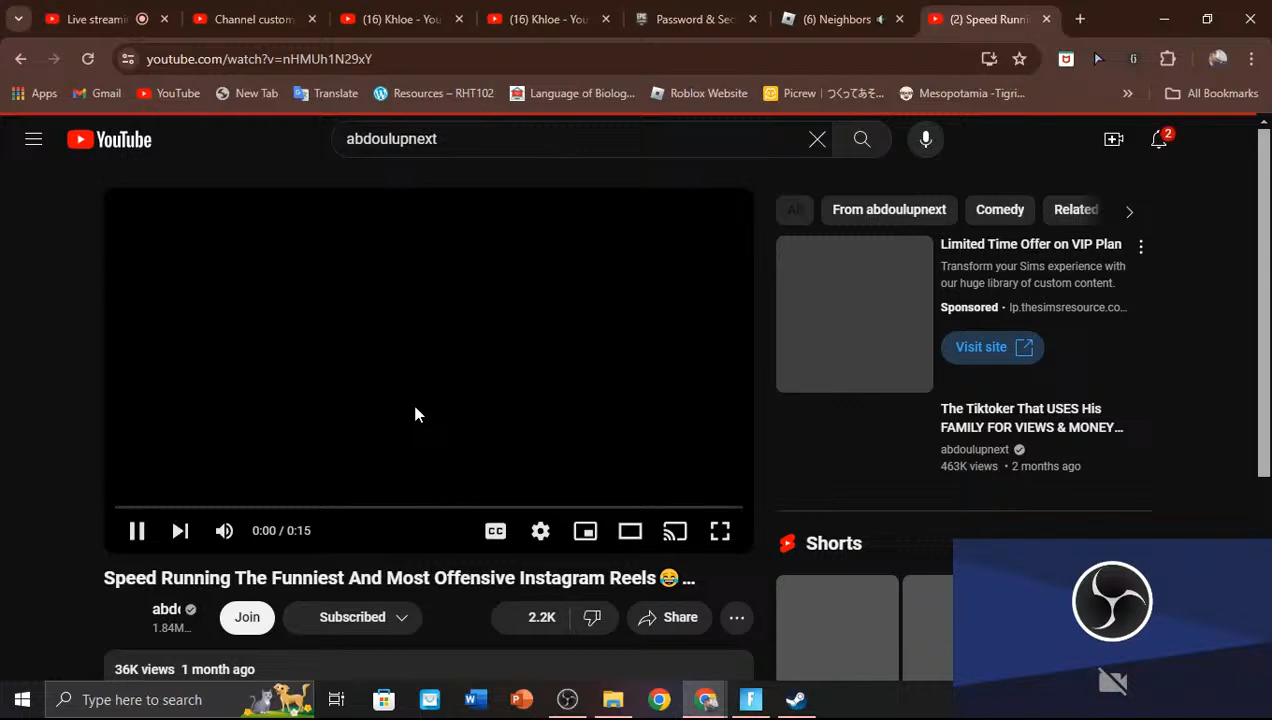 Live streami
Channel custom
(16) Khloe - You
(16) Khloe - You
Password & Sec
(6) Neighbors
(2) Speed Runni
youtube.com/watch?v=nHMUh1N29xY
Apps
Gmail
YouTube
New Tab
Translate
Resources – RHT102
Language of Biolog...
Roblox Website
Picrew | つくってあそ...
Mesopotamia -Tigri...
All Bookmarks
YouTube
abdoulupnext
2
All
From abdoulupnext
Comedy
Related
Limited Time Offer on VIP Plan
Transform your Sims experience with
our huge library of custom content.
Sponsored • lp.thesimsresource.co...
Visit site
The Tiktoker That USES His
FAMILY FOR VIEWS & MONEY...
abdoulupnext
463K views • 2 months ago
0:00 / 0:15
CC
Speed Running The Funniest And Most Offensive Instagram Reels 😂 ...
abdo
1.84M...
Join
Subscribed
2.2K
Share
Shorts
36K views 1 month ago
Type here to search